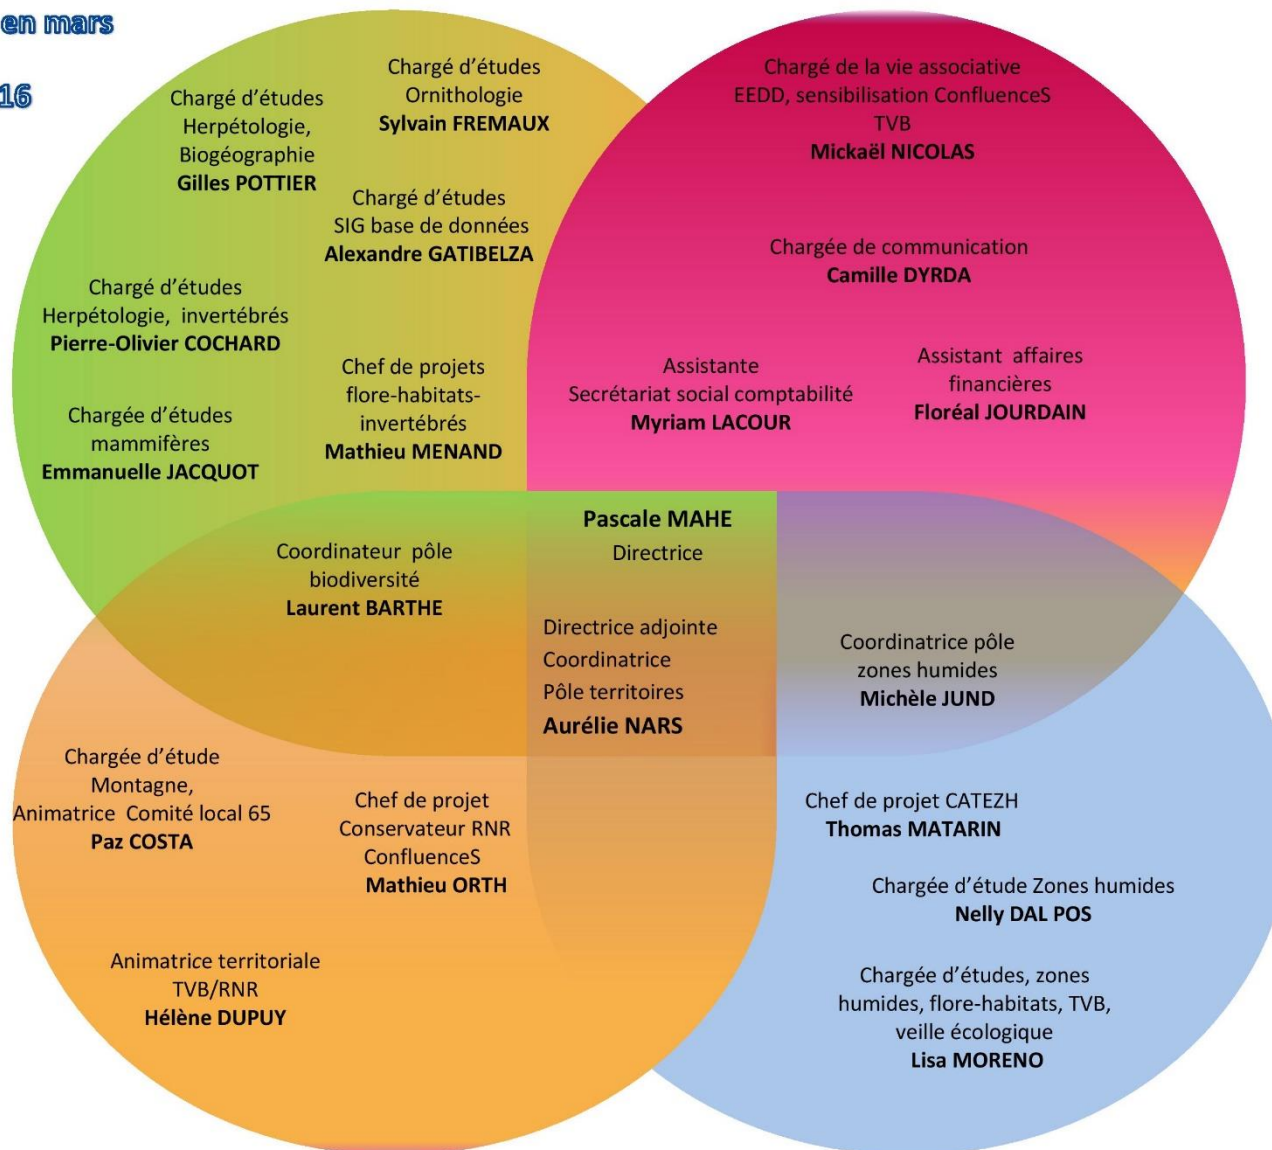 en mars
16
Chargé d’études
Ornithologie
Sylvain FREMAUX
Chargé d’études
Herpétologie,
Biogéographie
Gilles POTTIER
Chargé d’études
SIG base de données
Alexandre GATIBELZA
Chargé d’études
Herpétologie, invertébrés
Pierre-Olivier COCHARD
Chef de projets
flore-habitats-
invertébrés
Mathieu MENAND
Chargée d’études
mammifères
Emmanuelle JACQUOT
Chargé de la vie associative
EEDD, sensibilisation ConfluenceS
TVB
Mickaël NICOLAS
Chargée de communication
Camille DYRDA
Assistante
Secrétariat social comptabilité
Myriam LACOUR
Assistant affaires
financières
Floréal JOURDAIN
Coordinateur pôle
biodiversité
Laurent BARTHE
Pascale MAHE
Directrice
Directrice adjointe
Coordinatrice
Pôle territoires
Aurélie NARS
Coordinatrice pôle
zones humides
Michèle JUND
Chargée d’étude
Montagne,
Animatrice Comité local 65
Paz COSTA
Chef de projet
Conservateur RNR
ConfluenceS
Mathieu ORTH
Animatrice territoriale
TVB/RNR
Hélène DUPUY
Chef de projet CATEZH
Thomas MATARIN
Chargée d’étude Zones humides
Nelly DAL POS
Chargée d’études, zones
humides, flore-habitats, TVB,
veille écologique
Lisa MORENO